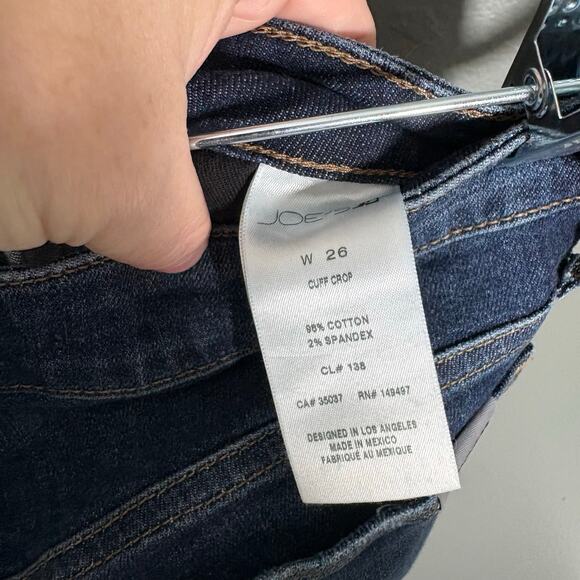 JOE'S
W 26
CUFF CROP
98% COTTON
2% SPANDEX
CL# 138
CA# 35037 RN# 149497
DESIGNED IN LOS ANGELES
MADE IN MEXICO
FABRIQUÉ AU MEXIQUE